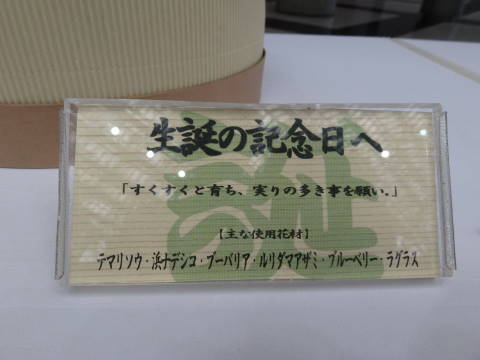 生誕の記念日へ
「すくすくと育ち、実りの多き事を願い。」
【主な使用花材】
テマリソウ・浜ナデシコ・ブーバリア・ルリダマアザミ・ブルーベリー・ラグラス